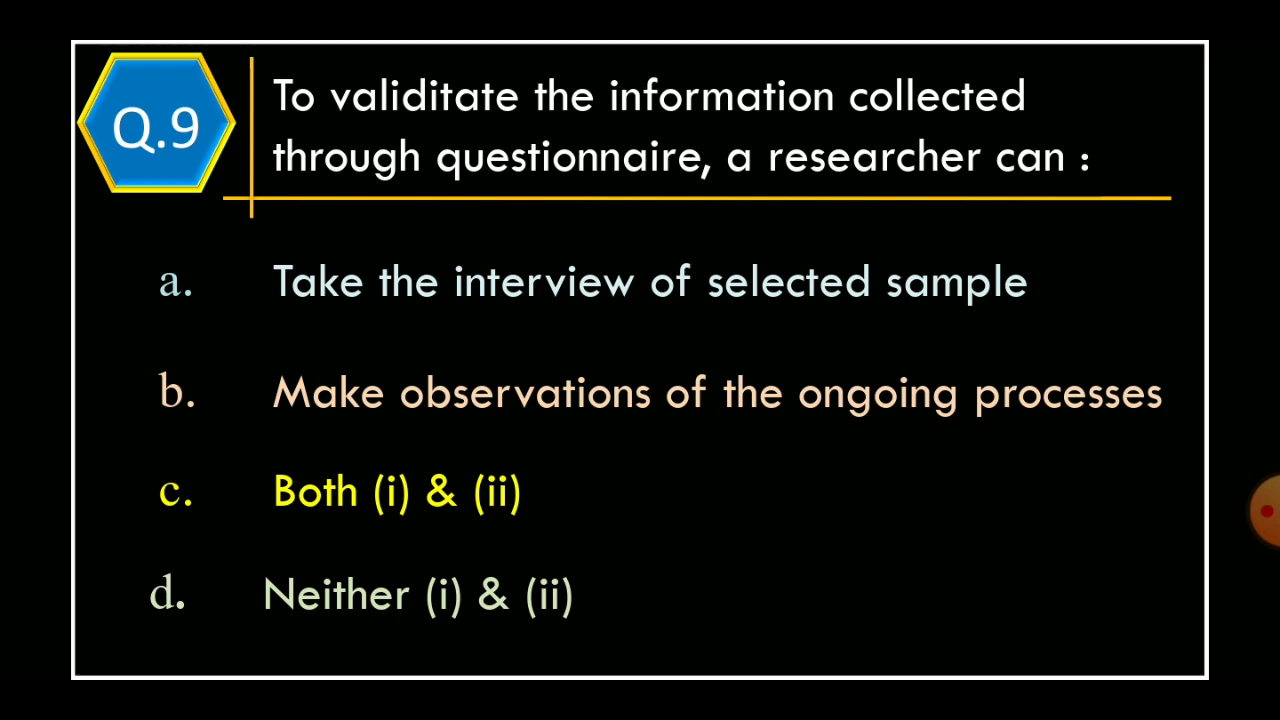 Q.9
To validitate the information collected
through questionnaire, a researcher can :
a. Take the interview of selected sample
b. Make observations of the ongoing processes
c. Both (i) & (ii)
d. Neither (i) & (ii)